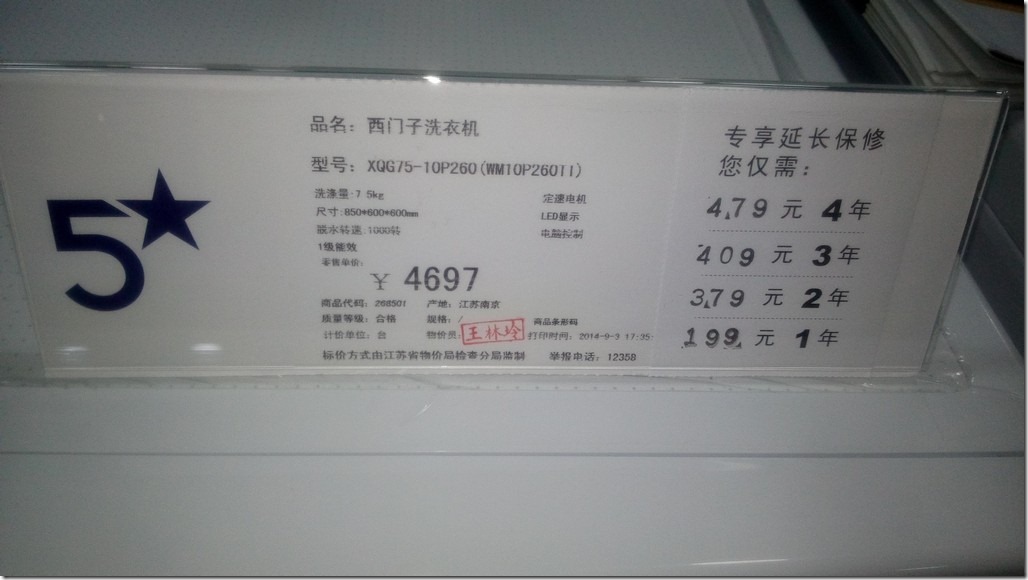 5
品名：西门子洗衣机
型号：XQG75-10P260(WM10P260TI)
洗涤量:7.5kg
定速电机
尺寸:850*600*600mm
LED显示
脱水转速:1000转
电脑控制
1级能效
零售单价:
￥ 4697
商品代码：268501 产地：江苏南京
质量等级：合格 规格：/ 商品条形码
计价单位：台 物价员: 王林玲 打印时间：2014-9-3 17:35
标价方式由江苏省物价局检查分局监制 举报电话：12358
专享延长保修
您仅需：
479 元 4年
409 元 3年
379 元 2年
199 元 1年